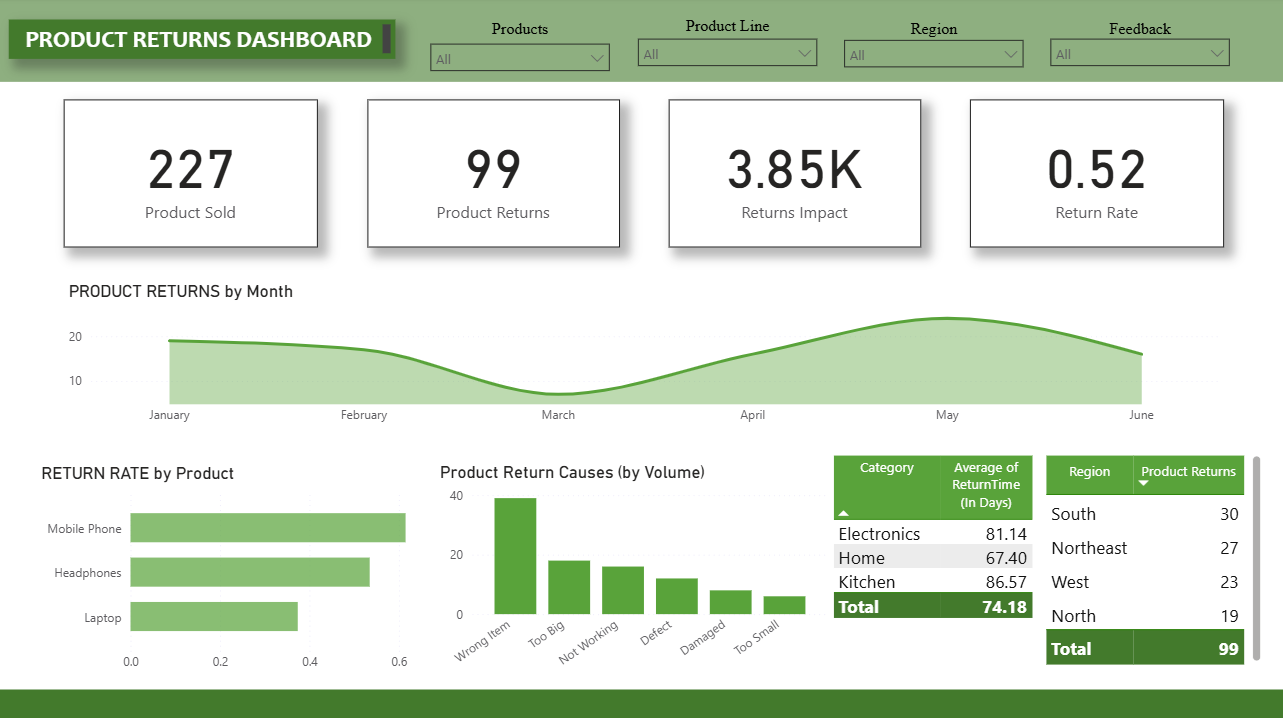 PRODUCT RETURNS DASHBOARD
Products
Product Line
Region
Feedback
All
All
All
All
227
Product Sold
99
Product Returns
3.85K
Returns Impact
0.52
Return Rate
PRODUCT RETURNS by Month
20
10
January
February
March
April
May
June
RETURN RATE by Product
Mobile Phone
Headphones
Laptop
0.0
0.2
0.4
0.6
Product Return Causes (by Volume)
40
20
0
Wrong Item
Too Big
Not Working
Defect
Damaged
Too Small
Category
Average of
ReturnTime
(In Days)
Electronics 81.14
Home 67.40
Kitchen 86.57
Total 74.18
Region Product Returns
South 30
Northeast 27
West 23
North 19
Total 99